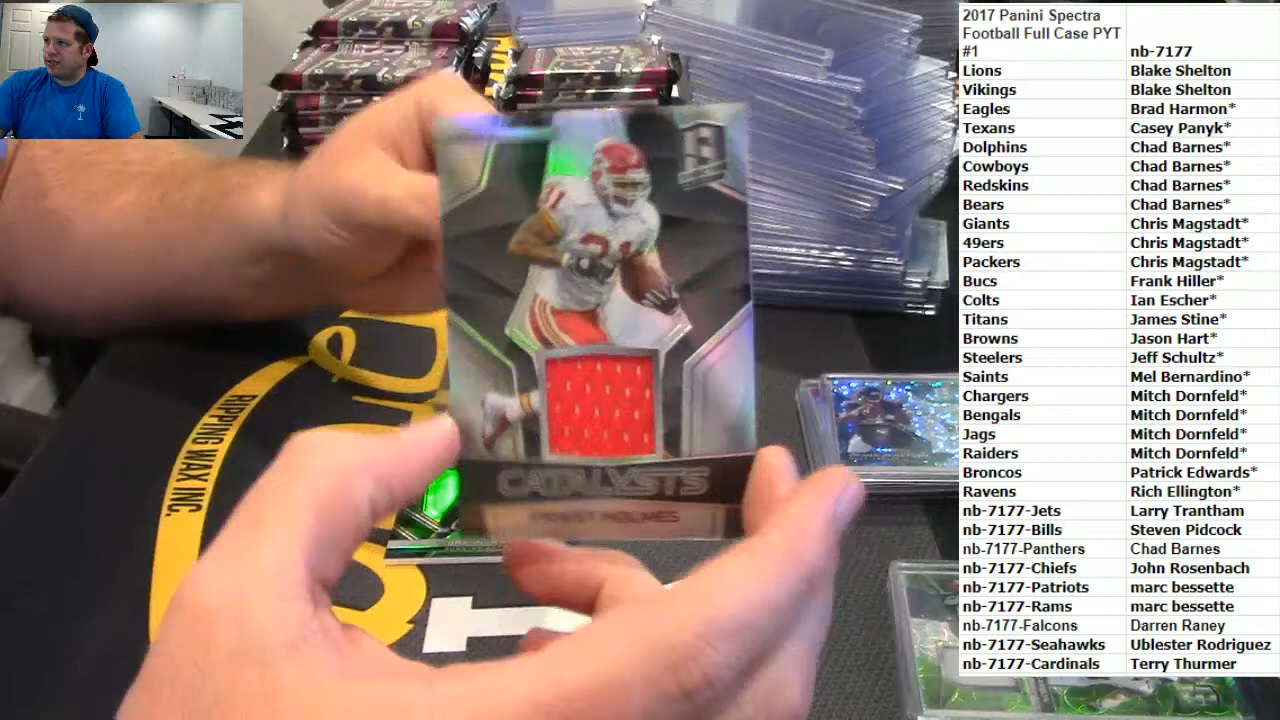 2017 Panini Spectra
Football Full Case PYT
#1 nb-7177
Lions Blake Shelton
Vikings Blake Shelton
Eagles Brad Harmon*
Texans Casey Panyk*
Dolphins Chad Barnes*
Cowboys Chad Barnes*
Redskins Chad Barnes*
Bears Chad Barnes*
Giants Chris Magstadt*
49ers Chris Magstadt*
Packers Chris Magstadt*
Bucs Frank Hiller*
Colts Ian Escher*
Titans James Stine*
Browns Jason Hart*
Steelers Jeff Schultz*
Saints Mel Bernardino*
Chargers Mitch Dornfeld*
Bengals Mitch Dornfeld*
Jags Mitch Dornfeld*
Raiders Mitch Dornfeld*
Broncos Patrick Edwards*
Ravens Rich Ellington*
nb-7177-Jets Larry Trantham
nb-7177-Bills Steven Pidcock
nb-7177-Panthers Chad Barnes
nb-7177-Chiefs John Rosenbach
nb-7177-Patriots marc bessette
nb-7177-Rams marc bessette
nb-7177-Falcons Darren Raney
nb-7177-Seahawks Ublester Rodriguez
nb-7177-Cardinals Terry Thurmer
31
CATALYSTS
HOLMES
RIPPING WAX INC.